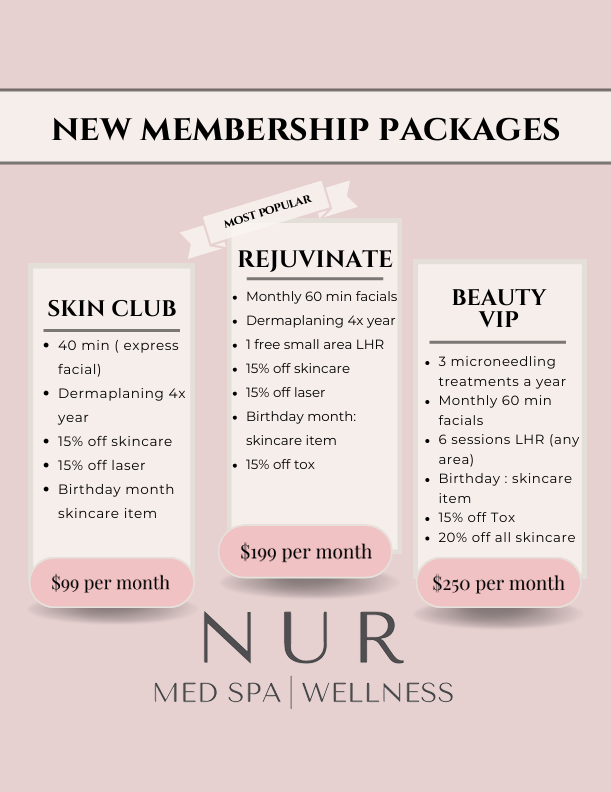 NEW MEMBERSHIP PACKAGES
SKIN CLUB
• 40 min ( express
facial)
• Dermaplaning 4x
year
• 15% off skincare
• 15% off laser
• Birthday month
skincare item
$99 per month
MOST POPULAR
REJUVINATE
• Monthly 60 min facials
• Dermaplaning 4x year
• 1 free small area LHR
• 15% off skincare
• 15% off laser
• Birthday month:
skincare item
• 15% off tox
$199 per month
BEAUTY
VIP
• 3 microneedling
treatments a year
• Monthly 60 min
facials
• 6 sessions LHR (any
area)
• Birthday : skincare
item
• 15% off Tox
• 20% off all skincare
$250 per month
NUR
MED SPA | WELLNESS